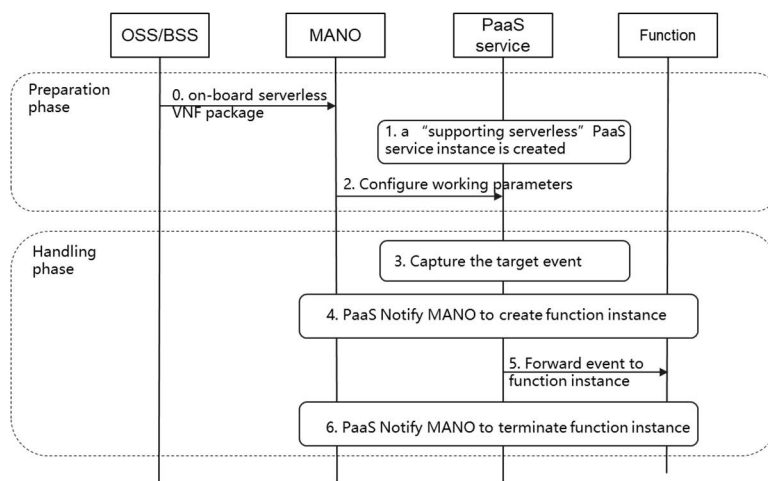 OSS/BSS
MANO
PaaS
service
Function
Preparation
phase
0. on-board serverless
VNF package
1. a “supporting serverless” PaaS
service instance is created
2. Configure working parameters
Handling
phase
3. Capture the target event
4. PaaS Notify MANO to create function instance
5. Forward event to
function instance
6. PaaS Notify MANO to terminate function instance